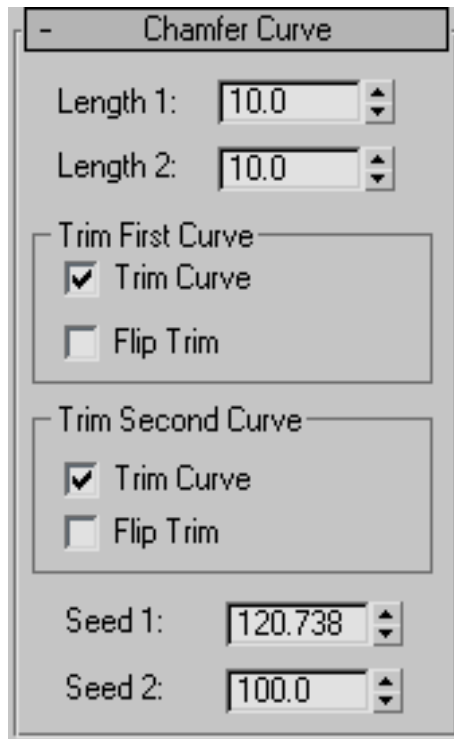 - Chamfer Curve
Length 1: 10.0
Length 2: 10.0
Trim First Curve
Trim Curve
Flip Trim
Trim Second Curve
Trim Curve
Flip Trim
Seed 1: 120.738
Seed 2: 100.0